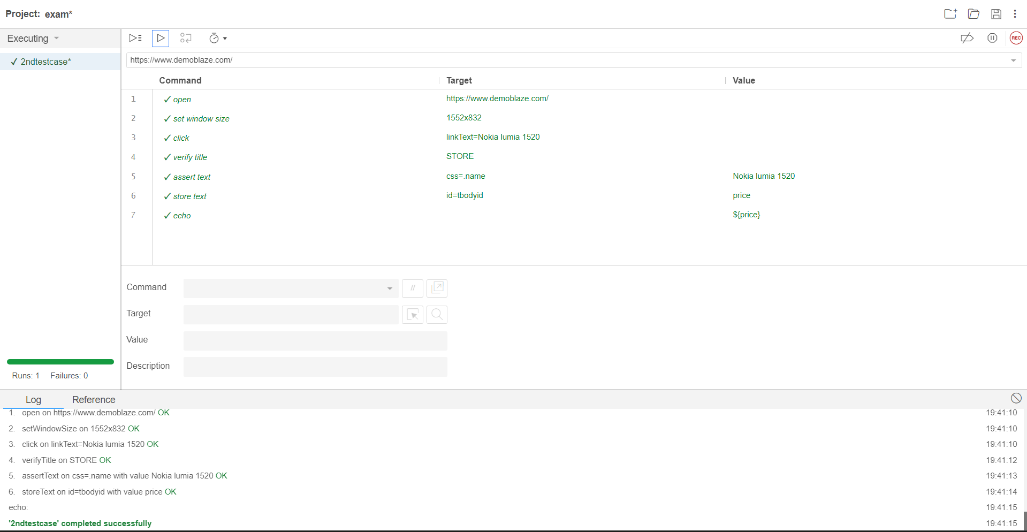 Project: exam*
Executing
✓ 2ndtestcase*
https://www.demoblaze.com/
REC
Command Target Value
1 ✓ open https://www.demoblaze.com/
2 ✓ set window size 1552x832
3 ✓ click linkText=Nokia lumia 1520
4 ✓ verify title STORE
5 ✓ assert text css=.name Nokia lumia 1520
6 ✓ store text id=tbodyid price
7 ✓ echo ${price}
Command //
Target
Value
Description
Runs: 1 Failures: 0
Log Reference
1 open on https://www.demoblaze.com/ OK 19:41:10
2. setWindowSize on 1552x832 OK 19:41:10
3. click on linkText=Nokia lumia 1520 OK 19:41:10
4. verifyTitle on STORE OK 19:41:12
5. assertText on css=.name with value Nokia lumia 1520 OK 19:41:13
6. storeText on id=tbodyid with value price OK 19:41:14
echo 19:41:15
'2ndtestcase' completed successfully 19:41:15